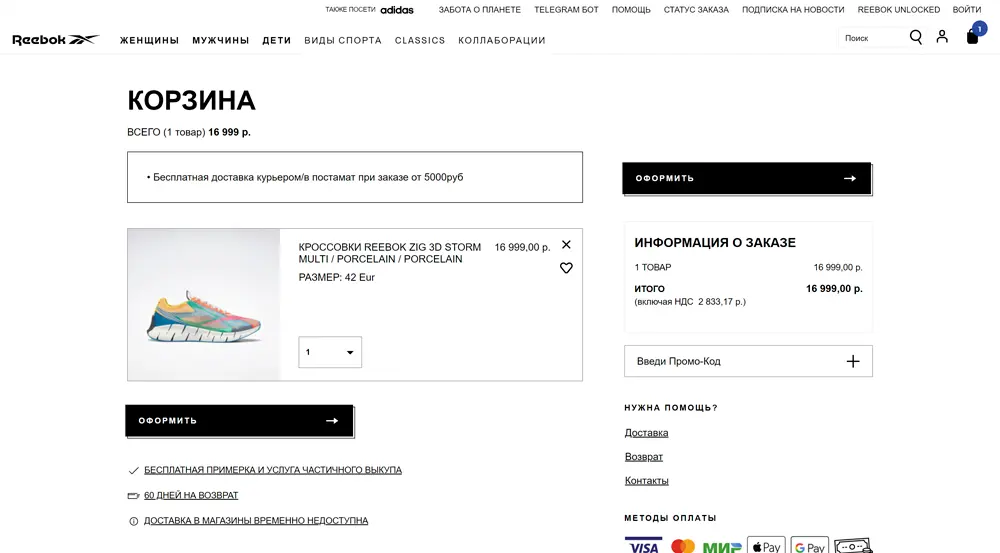 ТАКЖЕ ПОСЕТИ adidas ЗАБОТА О ПЛАНЕТЕ TELEGRAM БОТ ПОМОЩЬ СТАТУС ЗАКАЗА ПОДПИСКА НА НОВОСТИ REEBOK UNLOCKED ВОЙТИ
Reebok ЖЕНЩИНЫ МУЖЧИНЫ ДЕТИ ВИДЫ СПОРТА CLASSICS КОЛЛАБОРАЦИИ Поиск 1
КОРЗИНА
ВСЕГО (1 товар) 16 999 р.
• Бесплатная доставка курьером/в постамат при заказе от 5000руб
КРОССОВКИ REEBOK ZIG 3D STORM 16 999,00 р.
MULTI / PORCELAIN / PORCELAIN
РАЗМЕР: 42 Eur
1
ОФОРМИТЬ
БЕСПЛАТНАЯ ПРИМЕРКА И УСЛУГА ЧАСТИЧНОГО ВЫКУПА
60 ДНЕЙ НА ВОЗВРАТ
ДОСТАВКА В МАГАЗИНЫ ВРЕМЕННО НЕДОСТУПНА
ОФОРМИТЬ
ИНФОРМАЦИЯ О ЗАКАЗЕ
1 ТОВАР 16 999,00 р.
ИТОГО 16 999,00 р.
(включая НДС 2 833,17 р.)
Введи Промо-Код
НУЖНА ПОМОЩЬ?
Доставка
Возврат
Контакты
МЕТОДЫ ОПЛАТЫ
VISA МИР Pay G Pay